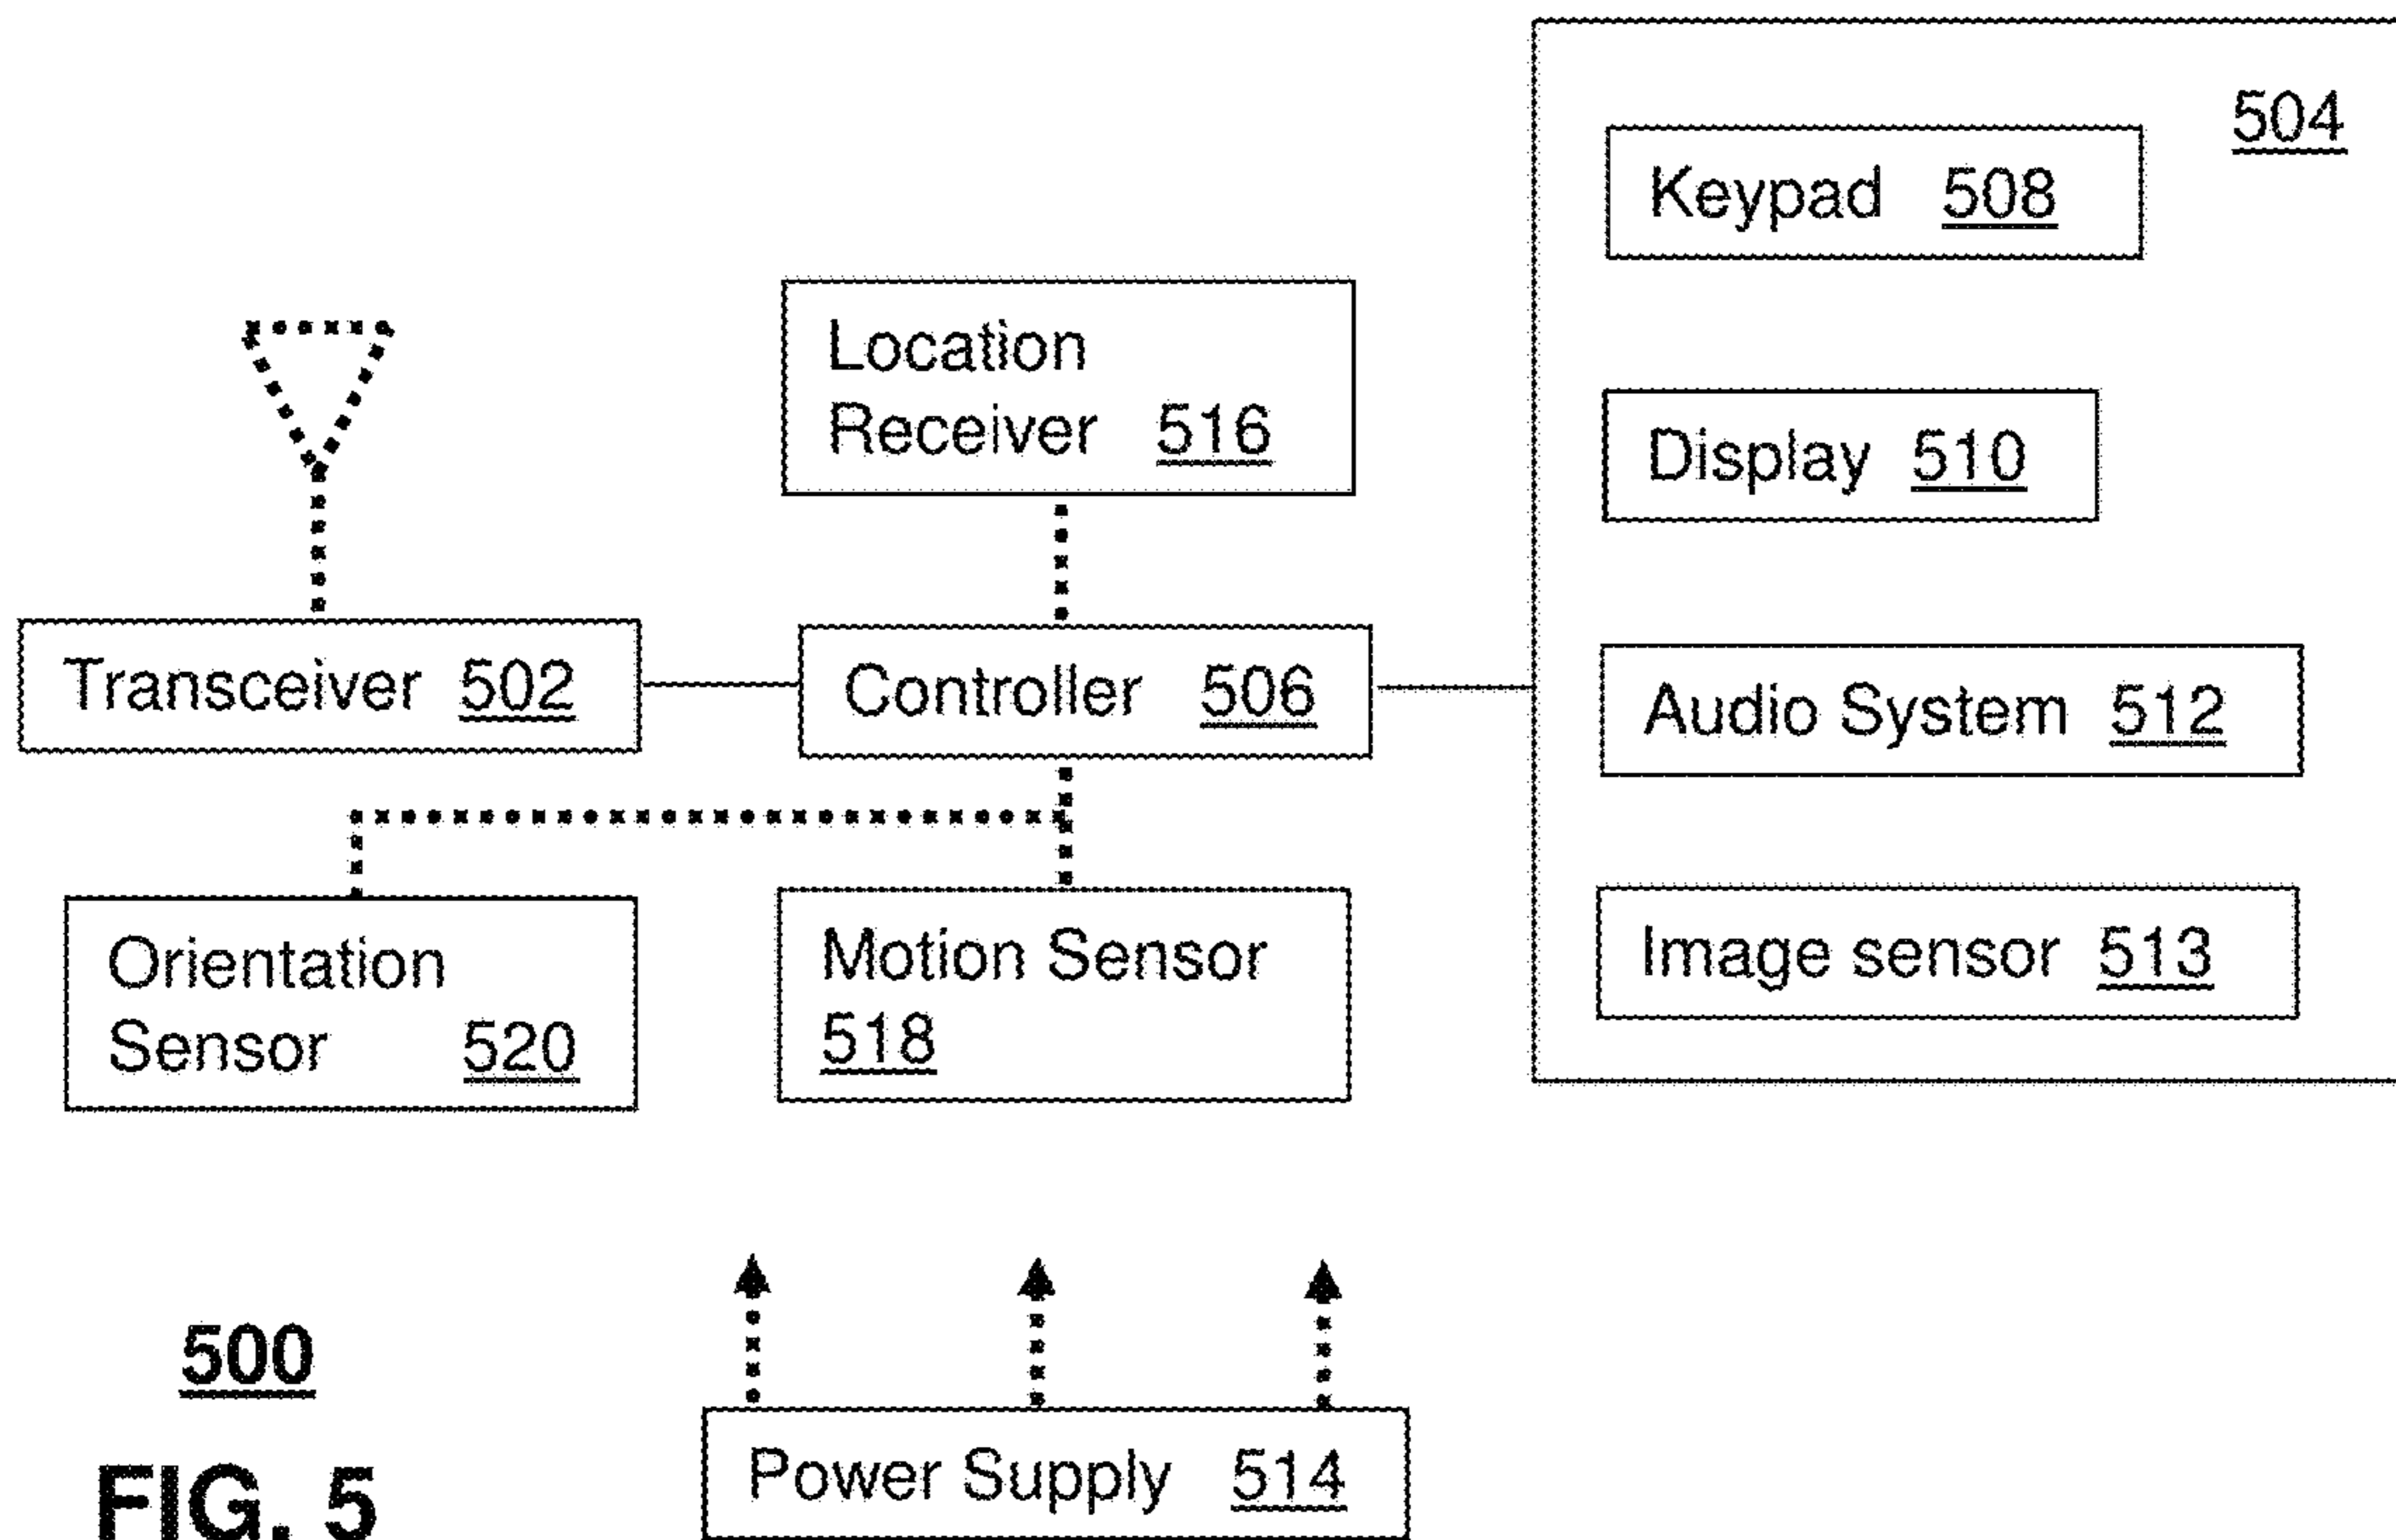 504
Keypad 508
Location
Receiver 516
Display 510
Transceiver 502
Controller 506
Audio System 512
Orientation
Sensor 520
Motion Sensor
518
Image sensor 513
500
FIG. 5
Power Supply 514